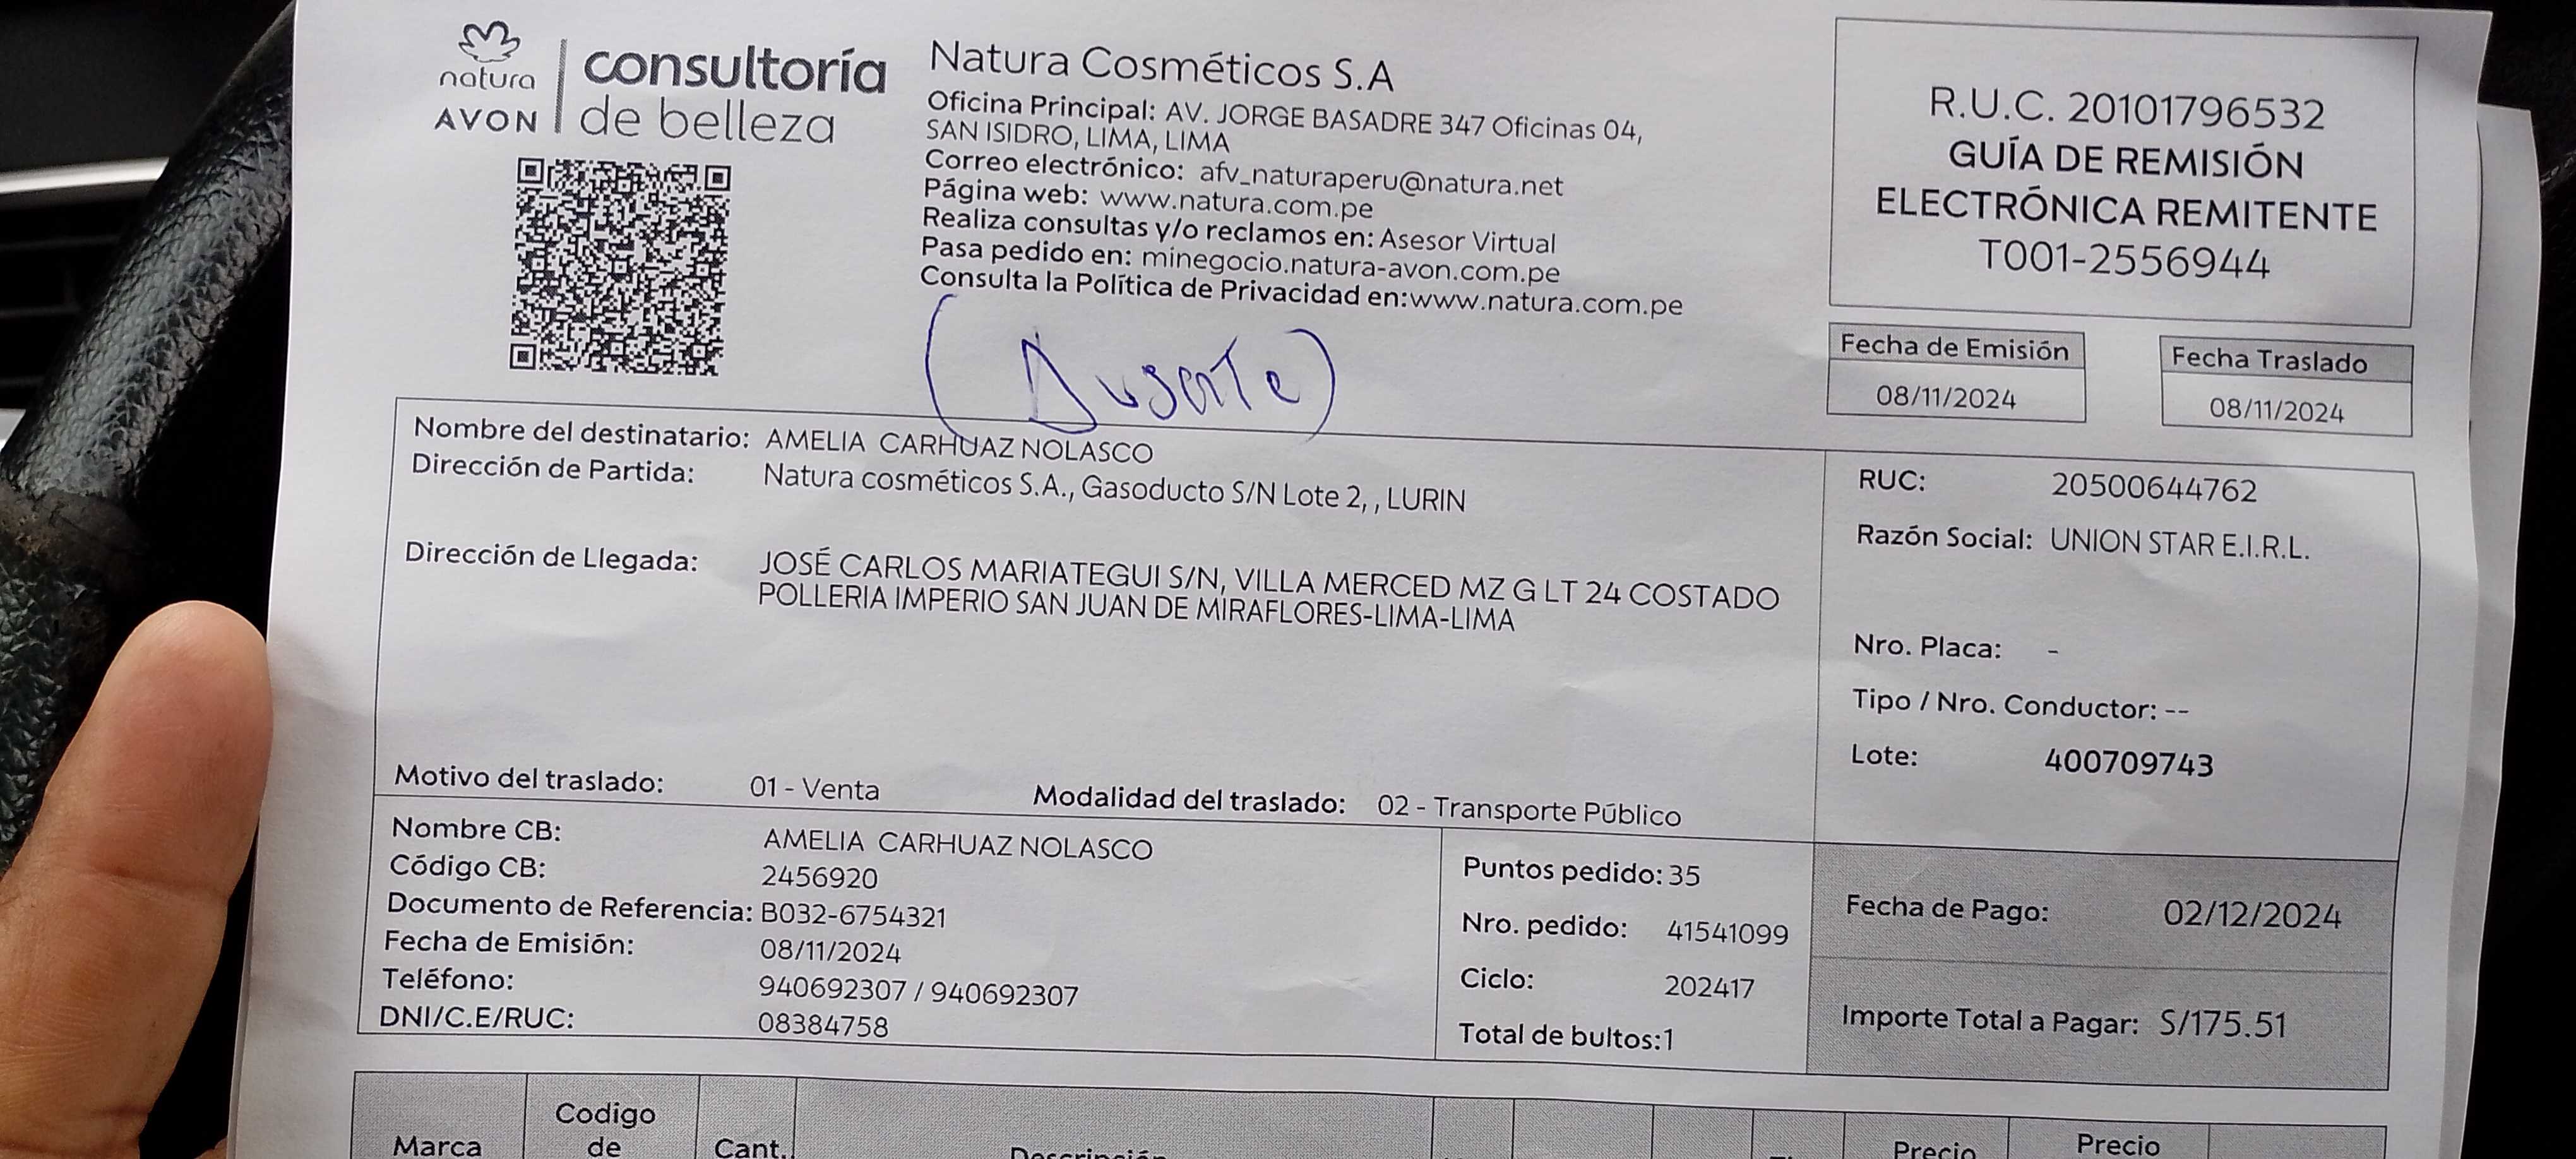 natura
AVON
consultoría
de belleza
Natura Cosméticos S.A
Oficina Principal: AV. JORGE BASADRE 347 Oficinas 04,
SAN ISIDRO, LIMA, LIMA
Correo electrónico: afv_naturaperu@natura.net
Página web: www.natura.com.pe
Realiza consultas y/o reclamos en: Asesor Virtual
Pasa pedido en: minegocio.natura-avon.com.pe
Consulta la Política de Privacidad en:www.natura.com.pe
R.U.C. 20101796532
GUÍA DE REMISIÓN
ELECTRÓNICA REMITENTE
T001-2556944
Fecha de Emisión
08/11/2024
Fecha Traslado
08/11/2024
(Ausente)
Nombre del destinatario: AMELIA CARHUAZ NOLASCO
Dirección de Partida: Natura cosméticos S.A., Gasoducto S/N Lote 2, , LURIN
Dirección de Llegada: JOSÉ CARLOS MARIATEGUI S/N, VILLA MERCED MZ G LT 24 COSTADO
POLLERIA IMPERIO SAN JUAN DE MIRAFLORES-LIMA-LIMA
Motivo del traslado: 01 - Venta Modalidad del traslado: 02 - Transporte Público
RUC: 20500644762
Razón Social: UNION STAR E.I.R.L.
Nro. Placa: -
Tipo / Nro. Conductor: --
Lote: 400709743
Nombre CB: AMELIA CARHUAZ NOLASCO
Código CB: 2456920
Documento de Referencia: B032-6754321
Fecha de Emisión: 08/11/2024
Teléfono: 940692307 / 940692307
DNI/C.E/RUC: 08384758
Puntos pedido: 35
Nro. pedido: 41541099
Ciclo: 202417
Total de bultos:1
Fecha de Pago: 02/12/2024
Importe Total a Pagar: S/175.51
Marca
Codigo
de
Cant.
Descripción
Precio
Precio